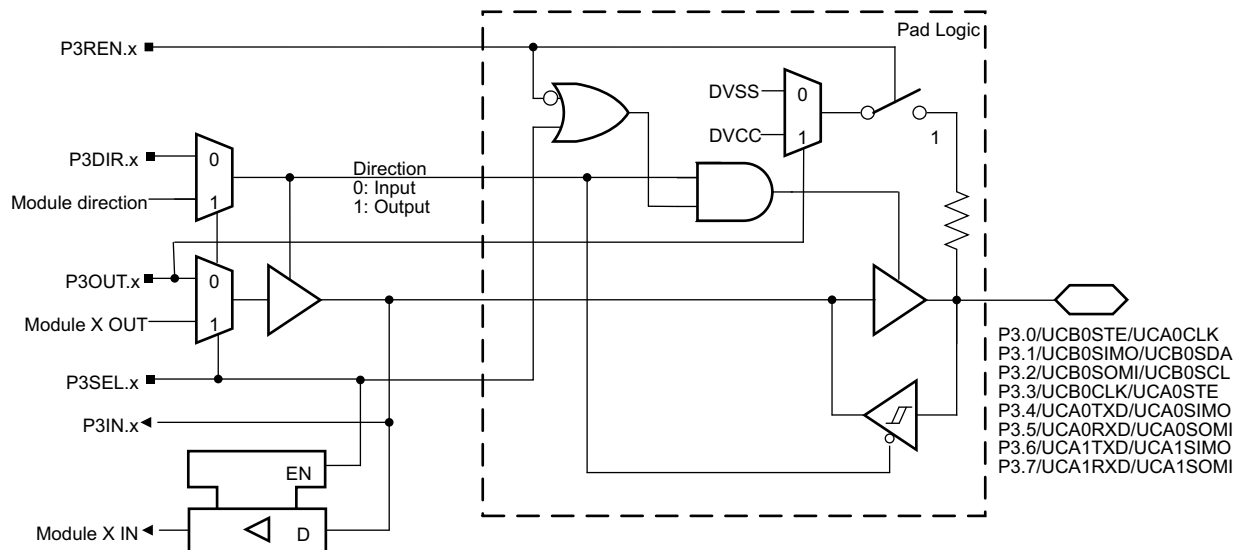 Pad Logic
P3REN.x
DVSS
0
DVCC
1
1
P3DIR.x
0
Module direction
1
Direction
0: Input
1: Output
P3OUT.x
0
Module X OUT
1
P3SEL.x
P3IN.x
EN
Module X IN
D
P3.0/UCB0STE/UCA0CLK
P3.1/UCB0SIMO/UCB0SDA
P3.2/UCB0SOMI/UCB0SCL
P3.3/UCB0CLK/UCA0STE
P3.4/UCA0TXD/UCA0SIMO
P3.5/UCA0RXD/UCA0SOMI
P3.6/UCA1TXD/UCA1SIMO
P3.7/UCA1RXD/UCA1SOMI